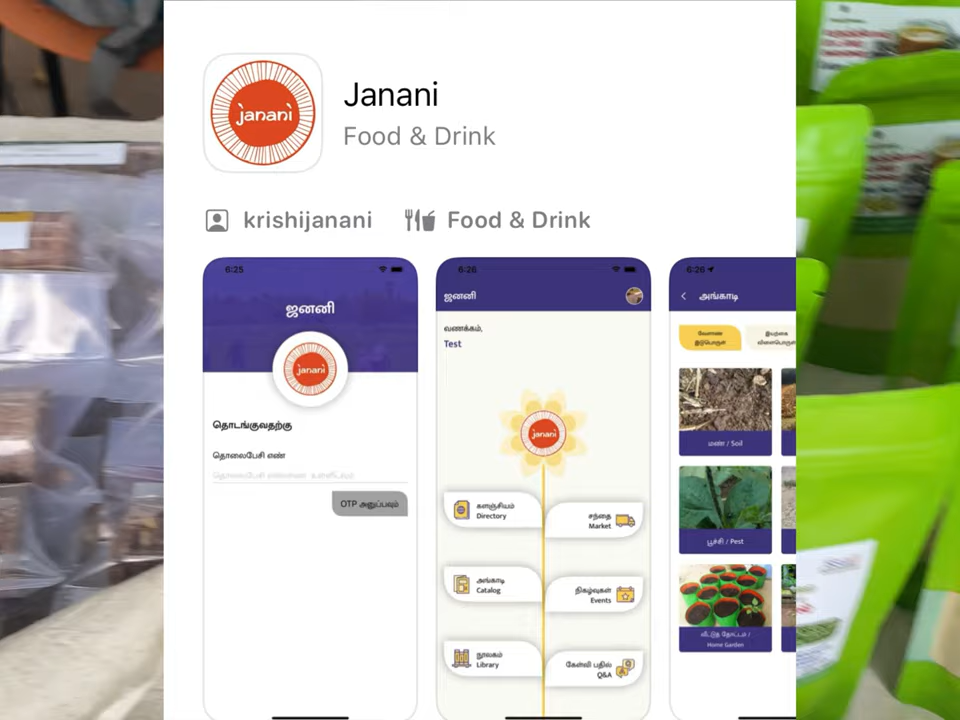 janani
Janani
Food & Drink
krishijanani
Food & Drink
6:25
ஜனனி
janani
தொடங்குவதற்கு
தொலைபேசி எண்
OTP அனுப்பவும்
6:26
ஜனனி
வணக்கம்,
Test
janani
களஞ்சியம்
Directory
சந்தை
Market
அங்காடி
Catalog
நிகழ்வுகள்
Events
நூலகம்
Library
கேள்வி பதில்
Q&A
6:26
அங்காடி
வேளாண்
இடுபொருள்
இயற்கை
விளைபொருள்
மண் / Soil
பூச்சி / Pest
வீட்டுத் தோட்டம் /
Home Garden